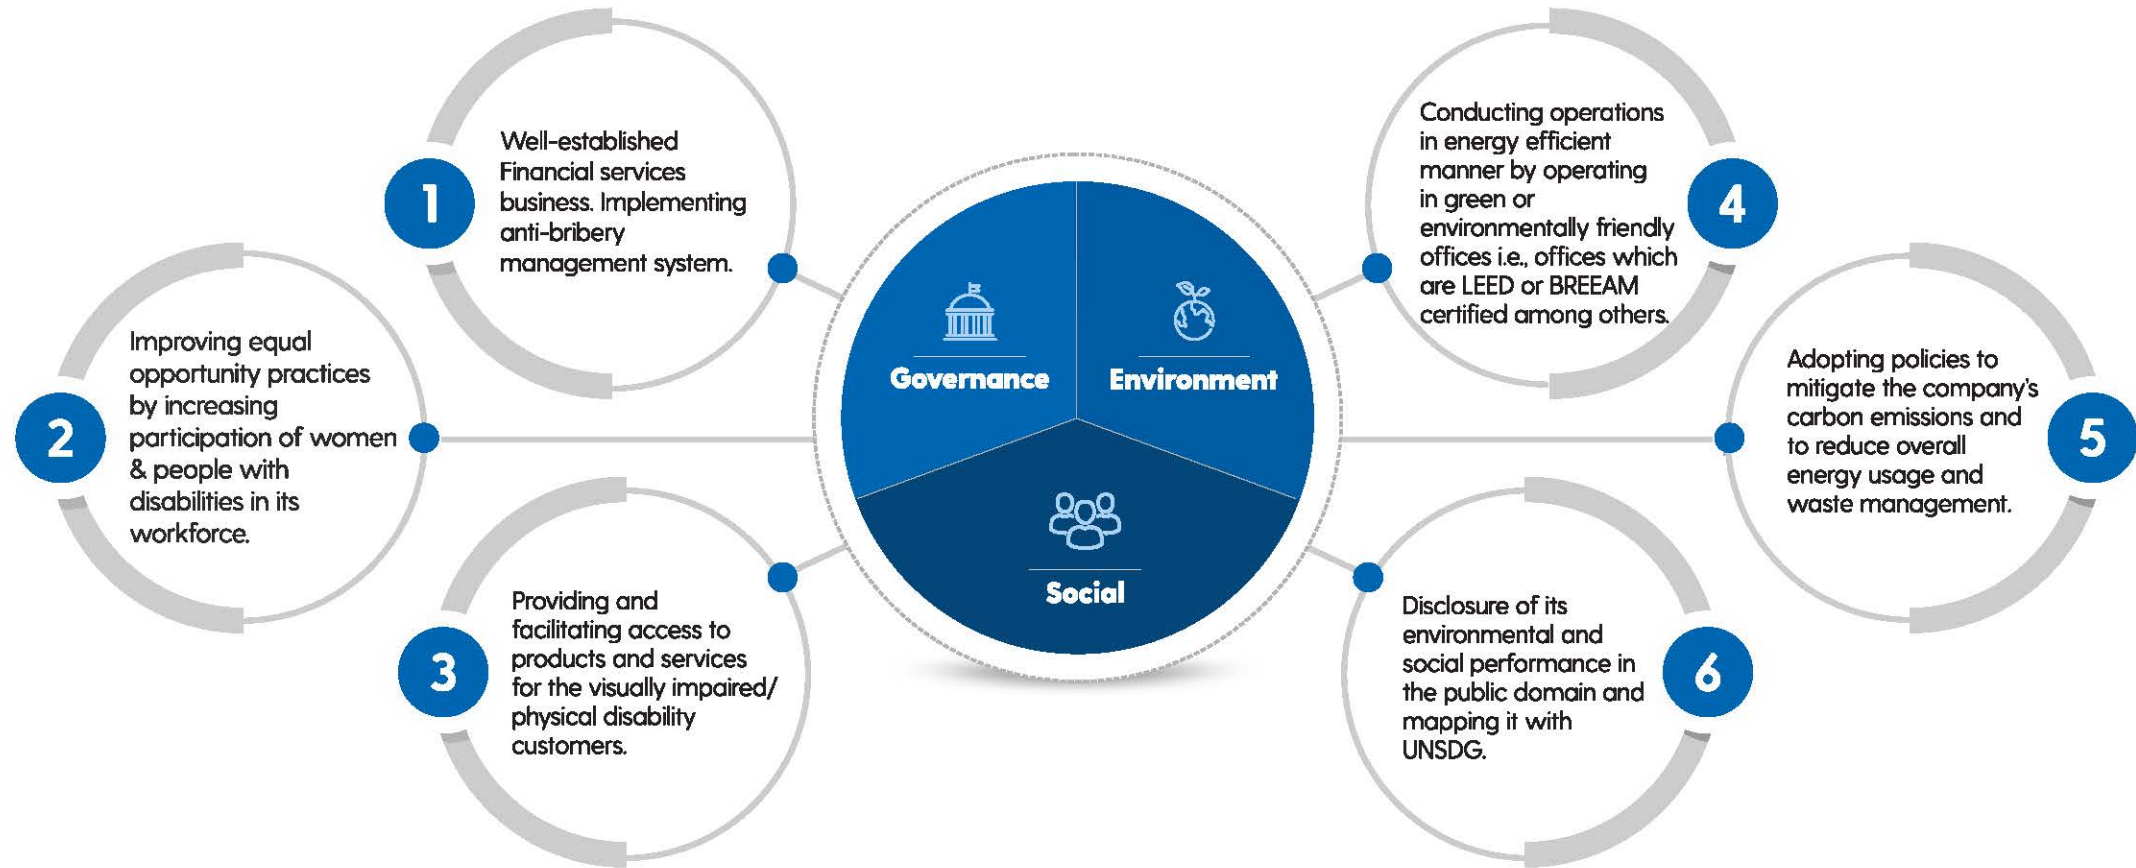 1
Well-established
Financial services
business. Implementing
anti-bribery
management system.
2
Improving equal
opportunity practices
by increasing
participation of women
& people with
disabilities in its
workforce.
3
Providing and
facilitating access to
products and services
for the visually impaired/
physical disability
customers.
Governance
Environment
Social
4
Conducting operations
in energy efficient
manner by operating
in green or
environmentally friendly
offices i.e., offices which
are LEED or BREEAM
certified among others.
5
Adopting policies to
mitigate the company's
carbon emissions and
to reduce overall
energy usage and
waste management.
6
Disclosure of its
environmental and
social performance in
the public domain and
mapping it with
UNSDG.